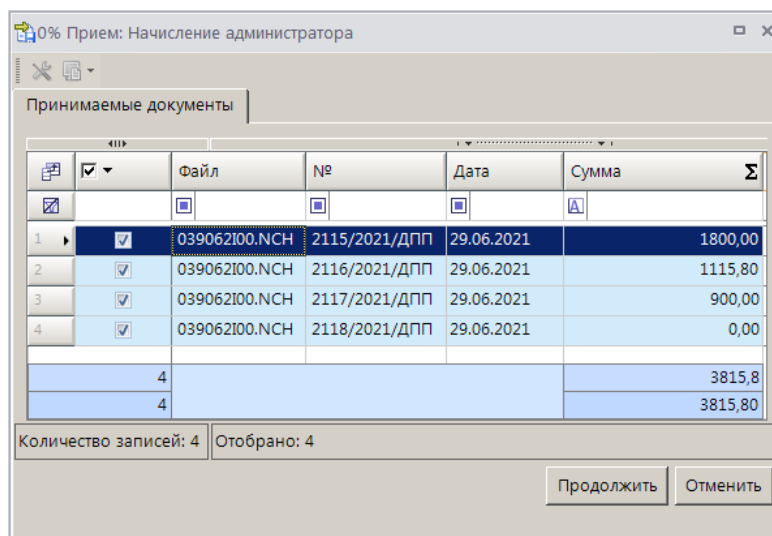 0% Прием: Начисление администратора
Принимаемые документы
Файл № Дата Сумма Σ
A
1 039062I00.NCH 2115/2021/ДПП 29.06.2021 1800,00
2 039062I00.NCH 2116/2021/ДПП 29.06.2021 1115,80
3 039062I00.NCH 2117/2021/ДПП 29.06.2021 900,00
4 039062I00.NCH 2118/2021/ДПП 29.06.2021 0,00
4 3815,8
4 3815,80
Количество записей: 4 Отобрано: 4
Продолжить Отменить